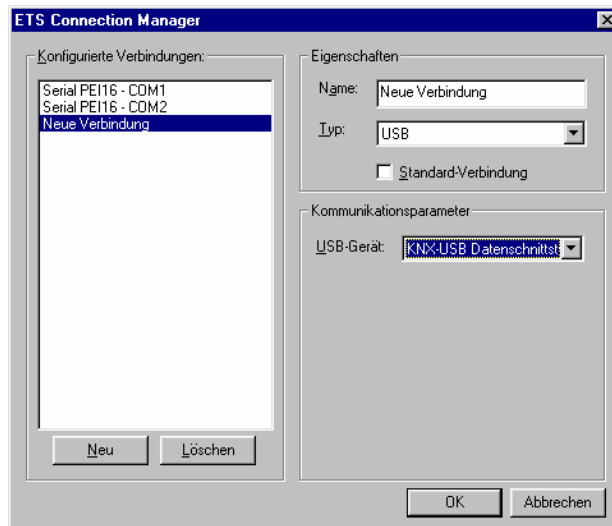 ETS Connection Manager
Konfigurierte Verbindungen:
Serial PEI16 - COM1
Serial PEI16 - COM2
Neue Verbindung
Neu
Löschen
Eigenschaften
Name:
Neue Verbindung
Typ:
USB
Standard-Verbindung
Kommunikationsparameter
USB-Gerät:
KNX-USB Datenschnittst
OK
Abbrechen